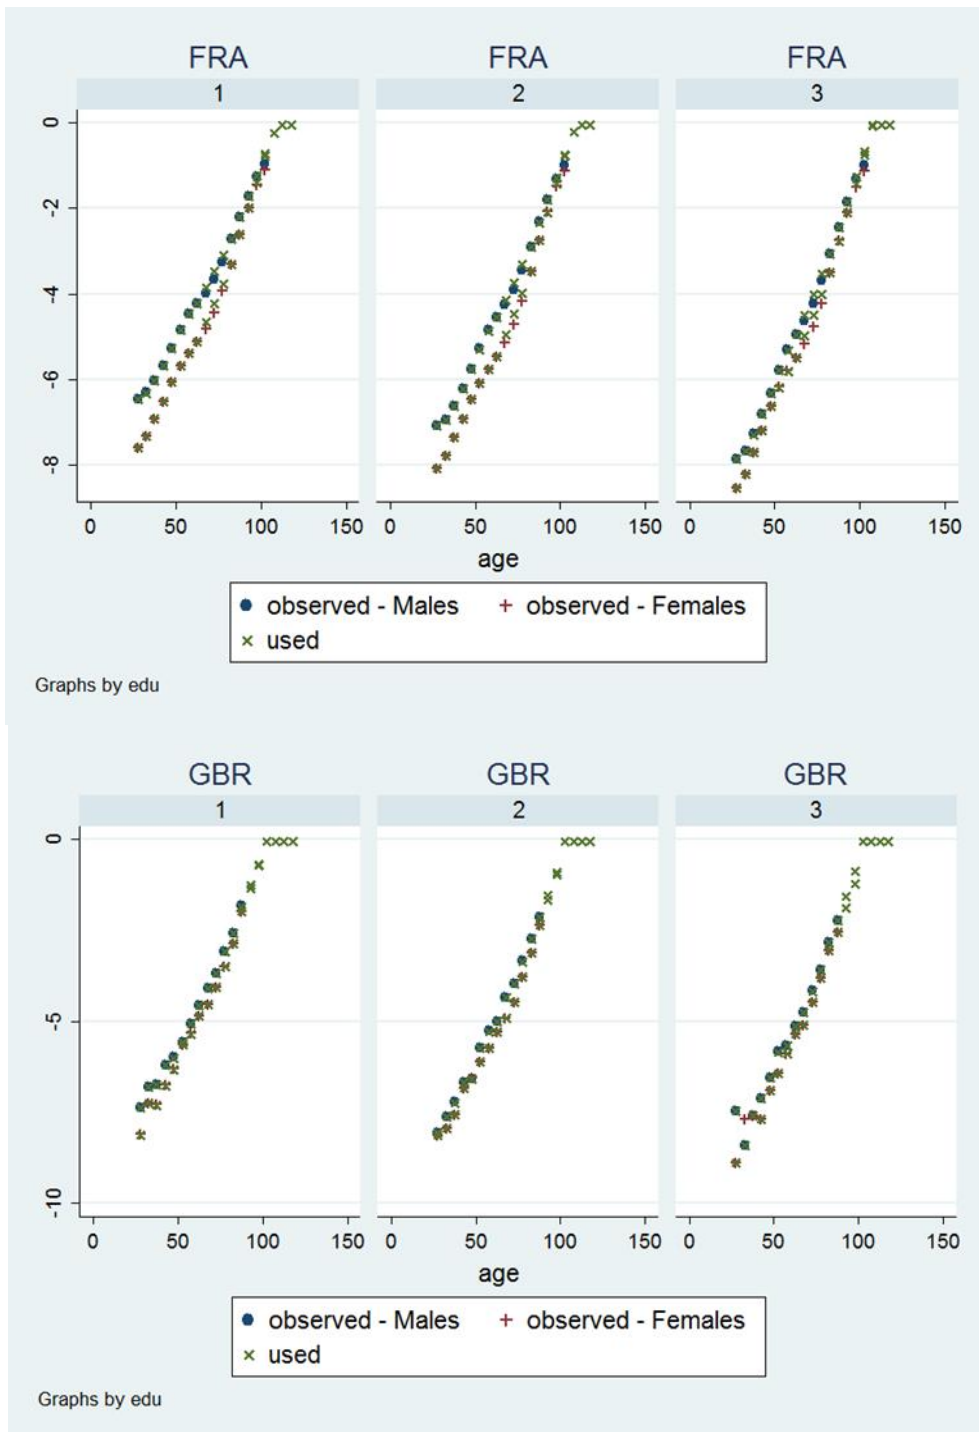 FRA FRA FRA
1 2 3
0
-2
-4
-6
-8
0 50 100 150 0 50 100 150 0 50 100 150
age
observed - Males observed - Females
used
Graphs by edu
GBR GBR GBR
1 2 3
0
-5
-10
0 50 100 150 0 50 100 150 0 50 100 150
age
observed - Males observed - Females
used
Graphs by edu